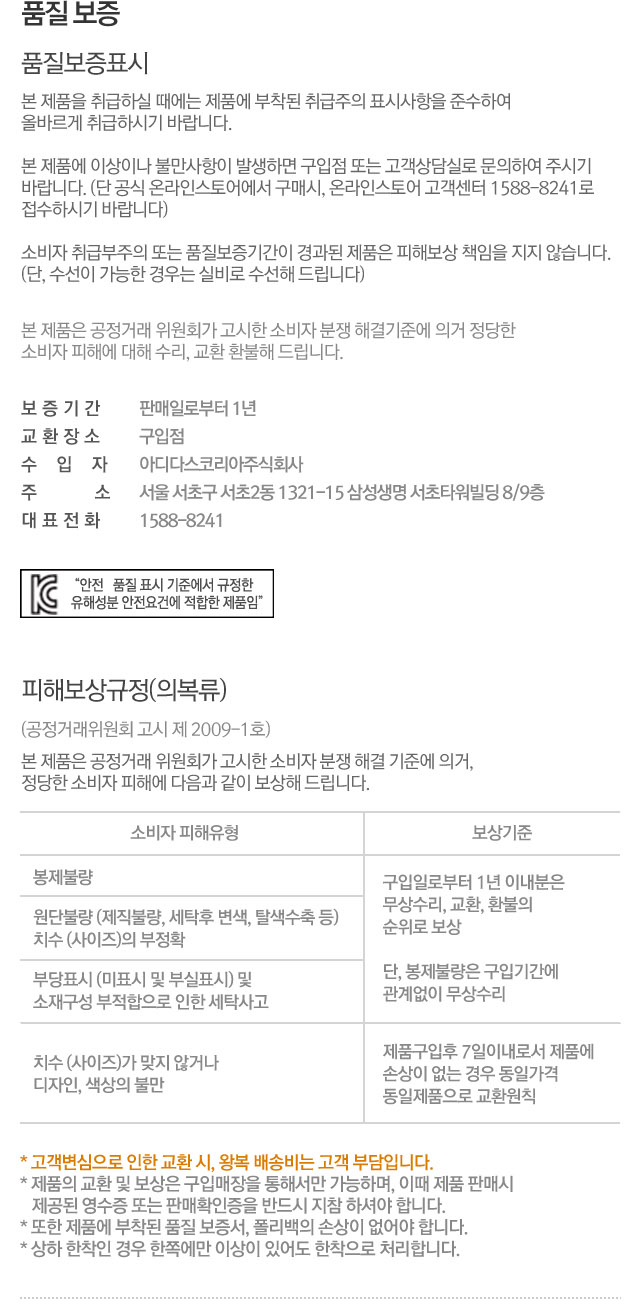 품질 보증
품질보증표시
본 제품을 취급하실 때에는 제품에 부착된 취급주의 표시사항을 준수하여
올바르게 취급하시기 바랍니다.
본 제품에 이상이나 불만사항이 발생하면 구입점 또는 고객상담실로 문의하여 주시기
바랍니다. (단 공식 온라인스토어에서 구매시, 온라인스토어 고객센터 1588-8241로
접수하시기 바랍니다)
소비자 취급부주의 또는 품질보증기간이 경과된 제품은 피해보상 책임을 지지 않습니다.
(단, 수선이 가능한 경우는 실비로 수선해 드립니다)
본 제품은 공정거래 위원회가 고시한 소비자 분쟁 해결기준에 의거 정당한
소비자 피해에 대해 수리, 교환 환불해 드립니다.
보 증 기 간 판매일로부터 1년
교 환 장 소 구입점
수 입 자 아디다스코리아주식회사
주 소 서울 서초구 서초2동 1321-15 삼성생명 서초타워빌딩 8/9층
대 표 전 화 1588-8241
KC “안전 품질 표시 기준에서 규정한
유해성분 안전요건에 적합한 제품임”
피해보상규정(의복류)
(공정거래위원회 고시 제 2009-1호)
본 제품은 공정거래 위원회가 고시한 소비자 분쟁 해결 기준에 의거,
정당한 소비자 피해에 다음과 같이 보상해 드립니다.
소비자 피해유형 보상기준
봉제불량
원단불량 (제직불량, 세탁후 변색, 탈색수축 등)
치수 (사이즈)의 부정확
부당표시 (미표시 및 부실표시) 및
소재구성 부적합으로 인한 세탁사고
구입일로부터 1년 이내분은
무상수리, 교환, 환불의
순위로 보상
단, 봉제불량은 구입기간에
관계없이 무상수리
치수 (사이즈)가 맞지 않거나
디자인, 색상의 불만
제품구입후 7일이내로서 제품에
손상이 없는 경우 동일가격
동일제품으로 교환원칙
* 고객변심으로 인한 교환 시, 왕복 배송비는 고객 부담입니다.
* 제품의 교환 및 보상은 구입매장을 통해서만 가능하며, 이때 제품 판매시
제공된 영수증 또는 판매확인증을 반드시 지참 하셔야 합니다.
* 또한 제품에 부착된 품질 보증서, 폴리백의 손상이 없어야 합니다.
* 상하 한착인 경우 한쪽에만 이상이 있어도 한착으로 처리합니다.